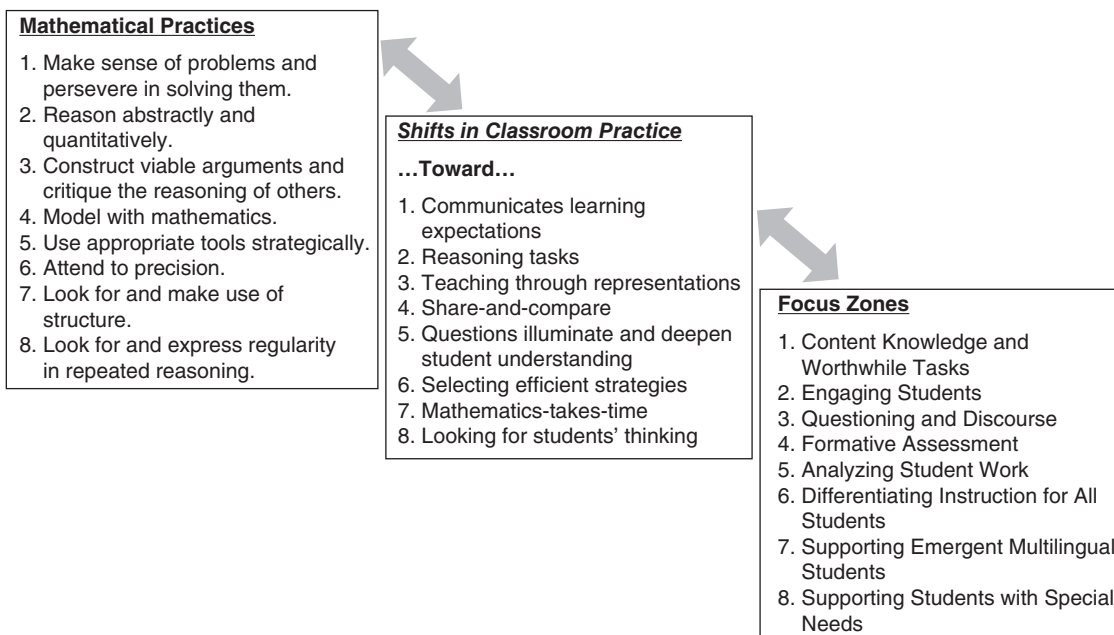 Mathematical Practices
1. Make sense of problems and
persevere in solving them.
2. Reason abstractly and
quantitatively.
3. Construct viable arguments and
critique the reasoning of others.
4. Model with mathematics.
5. Use appropriate tools strategically.
6. Attend to precision.
7. Look for and make use of
structure.
8. Look for and express regularity
in repeated reasoning.
Shifts in Classroom Practice
…Toward…
1. Communicates learning
expectations
2. Reasoning tasks
3. Teaching through representations
4. Share-and-compare
5. Questions illuminate and deepen
student understanding
6. Selecting efficient strategies
7. Mathematics-takes-time
8. Looking for students’ thinking
Focus Zones
1. Content Knowledge and
Worthwhile Tasks
2. Engaging Students
3. Questioning and Discourse
4. Formative Assessment
5. Analyzing Student Work
6. Differentiating Instruction for All
Students
7. Supporting Emergent Multilingual
Students
8. Supporting Students with Special
Needs